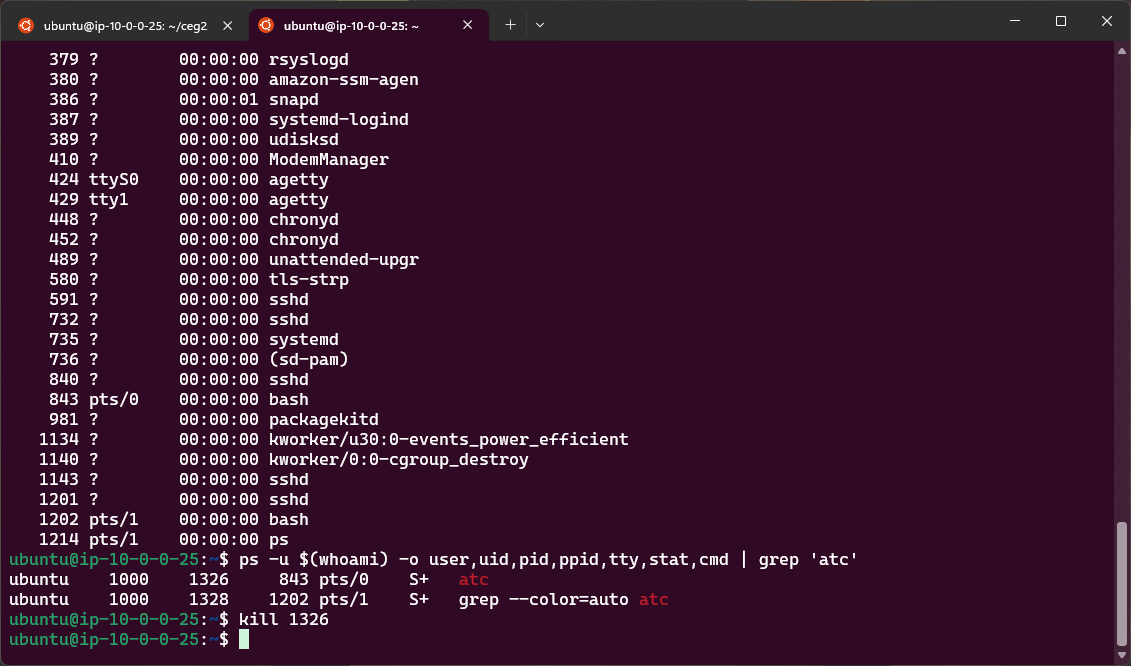 ubuntu@ip-10-0-0-25: ~/ceg2
ubuntu@ip-10-0-0-25: ~
379 ? 00:00:00 rsyslogd
380 ? 00:00:00 amazon-ssm-agen
386 ? 00:00:01 snapd
387 ? 00:00:00 systemd-logind
389 ? 00:00:00 udisksd
410 ? 00:00:00 ModemManager
424 ttyS0 00:00:00 agetty
429 tty1 00:00:00 agetty
448 ? 00:00:00 chronyd
452 ? 00:00:00 chronyd
489 ? 00:00:00 unattended-upgr
580 ? 00:00:00 tls-strp
591 ? 00:00:00 sshd
732 ? 00:00:00 sshd
735 ? 00:00:00 systemd
736 ? 00:00:00 (sd-pam)
840 ? 00:00:00 sshd
843 pts/0 00:00:00 bash
981 ? 00:00:00 packagekitd
1134 ? 00:00:00 kworker/u30:0-events_power_efficient
1140 ? 00:00:00 kworker/0:0-cgroup_destroy
1143 ? 00:00:00 sshd
1201 ? 00:00:00 sshd
1202 pts/1 00:00:00 bash
1214 pts/1 00:00:00 ps
ubuntu@ip-10-0-0-25:~$ ps -u $(whoami) -o user,uid,pid,ppid,tty,stat,cmd | grep 'atc'
ubuntu 1000 1326 843 pts/0 S+ atc
ubuntu 1000 1328 1202 pts/1 S+ grep --color=auto atc
ubuntu@ip-10-0-0-25:~$ kill 1326
ubuntu@ip-10-0-0-25:~$